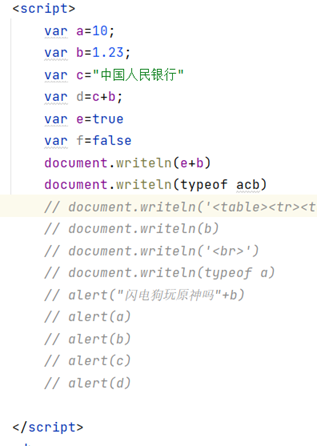 <script>
var a=10;
var b=1.23;
var c="中国人民银行"
var d=c+b;
var e=true
var f=false
document.writeln(e+b)
document.writeln(typeof acb)
// document.writeln('<table><tr><t
// document.writeln(b)
// document.writeln('<br>')
// document.writeln(typeof a)
// alert("闪电狗玩原神吗"+b)
// alert(a)
// alert(b)
// alert(c)
// alert(d)
</script>